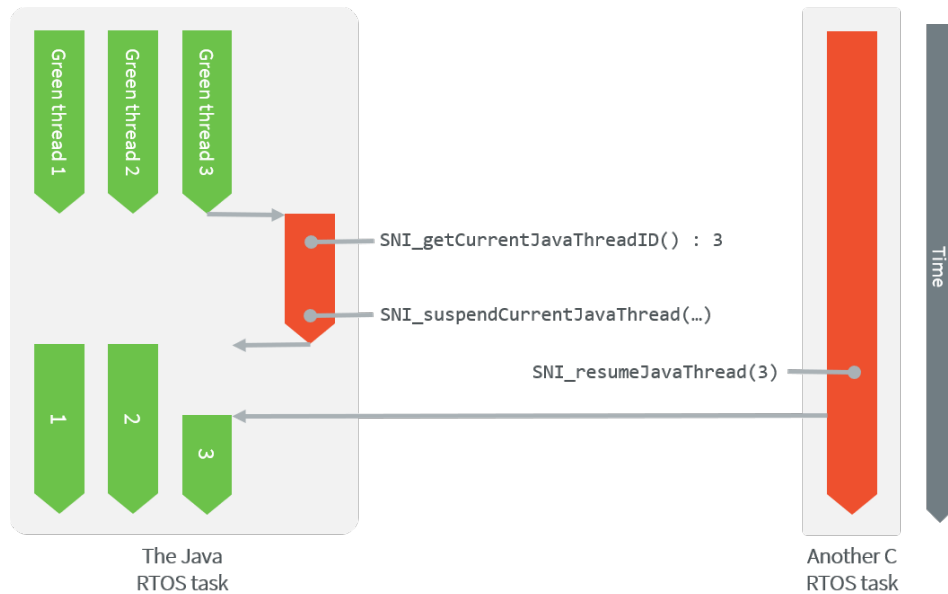 Green thread 1
Green thread 2
Green thread 3
SNI_getCurrentJavaThreadID() : 3
SNI_suspendCurrentJavaThread(…)
SNI_resumeJavaThread(3)
1
2
3
Time
The Java
RTOS task
Another C
RTOS task